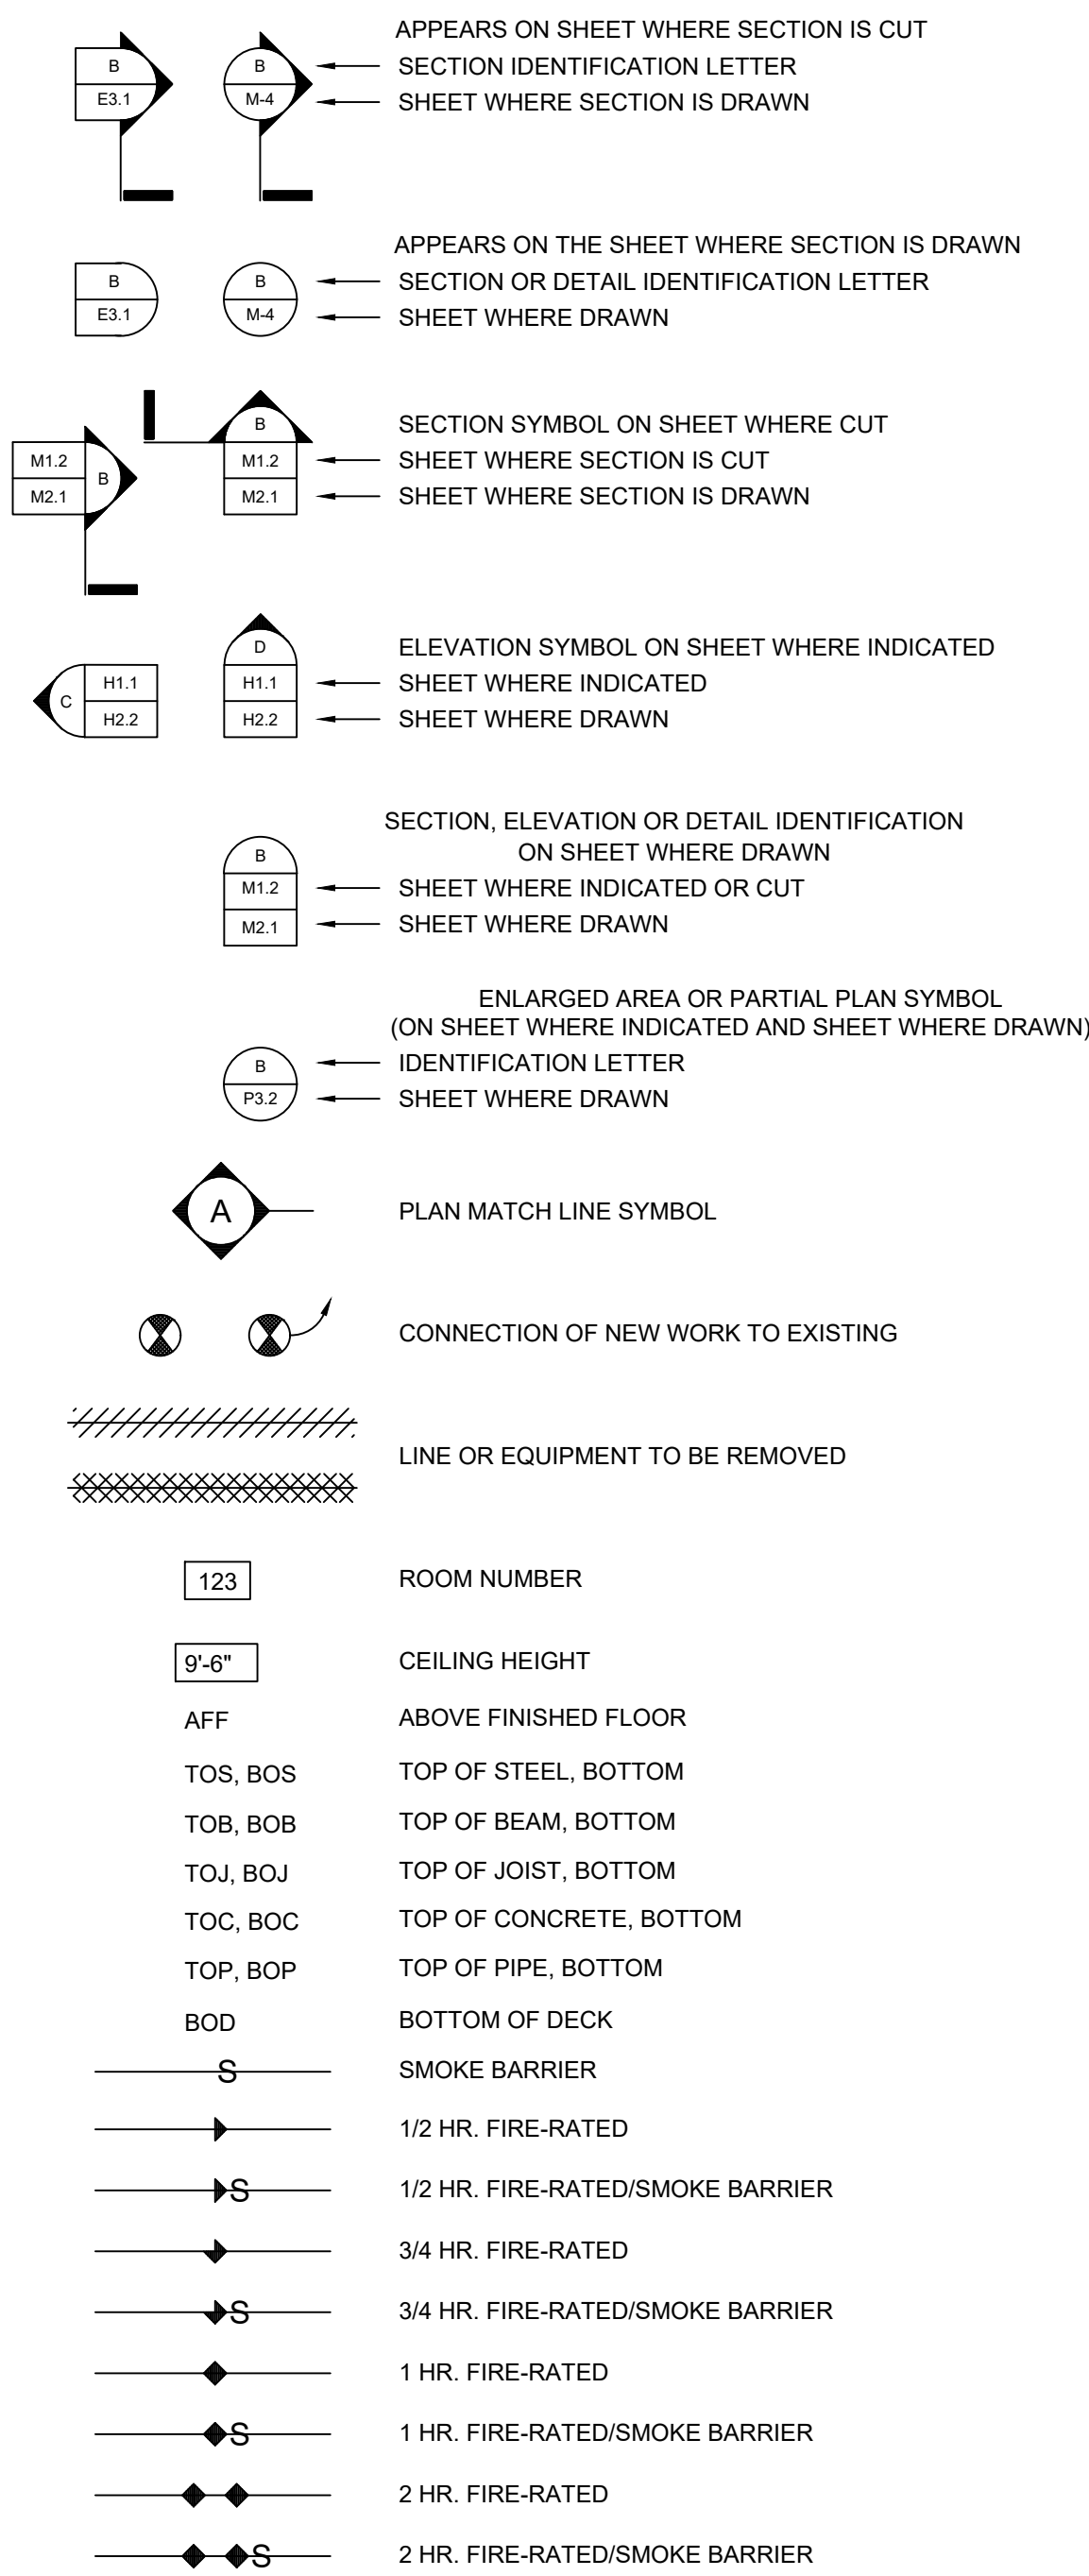 APPEARS ON SHEET WHERE SECTION IS CUT
B B SECTION IDENTIFICATION LETTER
E3.1 M-4 SHEET WHERE SECTION IS DRAWN
APPEARS ON THE SHEET WHERE SECTION IS DRAWN
B B SECTION OR DETAIL IDENTIFICATION LETTER
E3.1 M-4 SHEET WHERE DRAWN
B SECTION SYMBOL ON SHEET WHERE CUT
M1.2 M1.2 SHEET WHERE SECTION IS CUT
B
M2.1 M2.1 SHEET WHERE SECTION IS DRAWN
D ELEVATION SYMBOL ON SHEET WHERE INDICATED
H1.1 H1.1 SHEET WHERE INDICATED
C
H2.2 H2.2 SHEET WHERE DRAWN
SECTION, ELEVATION OR DETAIL IDENTIFICATION
ON SHEET WHERE DRAWN
B
M1.2 SHEET WHERE INDICATED OR CUT
M2.1 SHEET WHERE DRAWN
ENLARGED AREA OR PARTIAL PLAN SYMBOL
(ON SHEET WHERE INDICATED AND SHEET WHERE DRAWN)
B IDENTIFICATION LETTER
P3.2 SHEET WHERE DRAWN
A PLAN MATCH LINE SYMBOL
CONNECTION OF NEW WORK TO EXISTING
LINE OR EQUIPMENT TO BE REMOVED
123 ROOM NUMBER
9'-6" CEILING HEIGHT
AFF ABOVE FINISHED FLOOR
TOS, BOS TOP OF STEEL, BOTTOM
TOB, BOB TOP OF BEAM, BOTTOM
TOJ, BOJ TOP OF JOIST, BOTTOM
TOC, BOC TOP OF CONCRETE, BOTTOM
TOP, BOP TOP OF PIPE, BOTTOM
BOD BOTTOM OF DECK
S SMOKE BARRIER
1/2 HR. FIRE-RATED
S 1/2 HR. FIRE-RATED/SMOKE BARRIER
3/4 HR. FIRE-RATED
S 3/4 HR. FIRE-RATED/SMOKE BARRIER
1 HR. FIRE-RATED
S 1 HR. FIRE-RATED/SMOKE BARRIER
2 HR. FIRE-RATED
S 2 HR. FIRE-RATED/SMOKE BARRIER